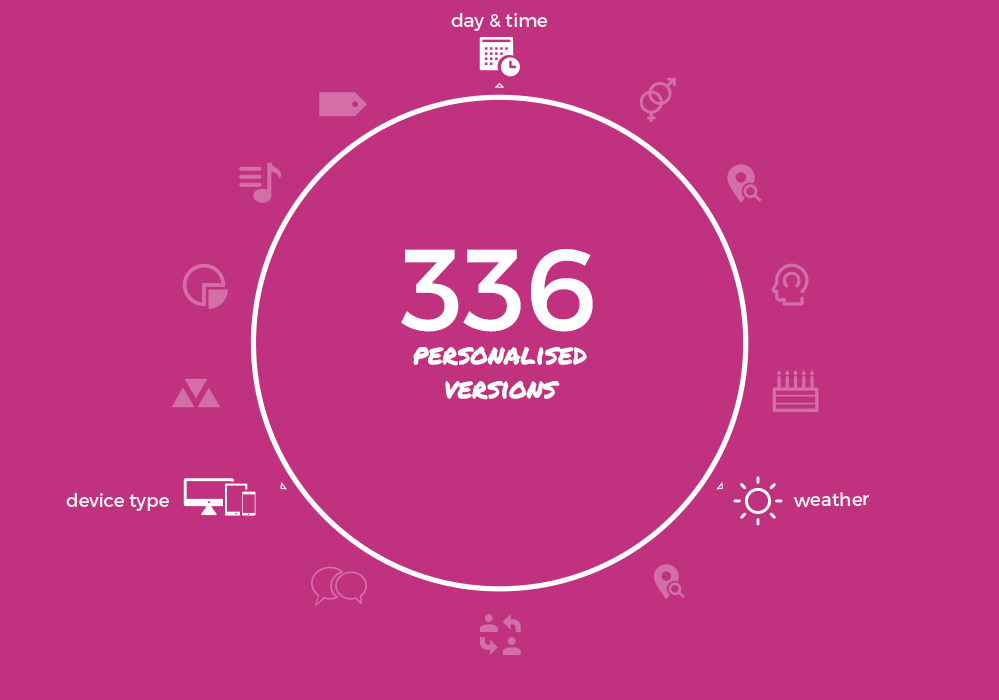 day & time
336
PERSONALISED
VERSIONS
device type
weather